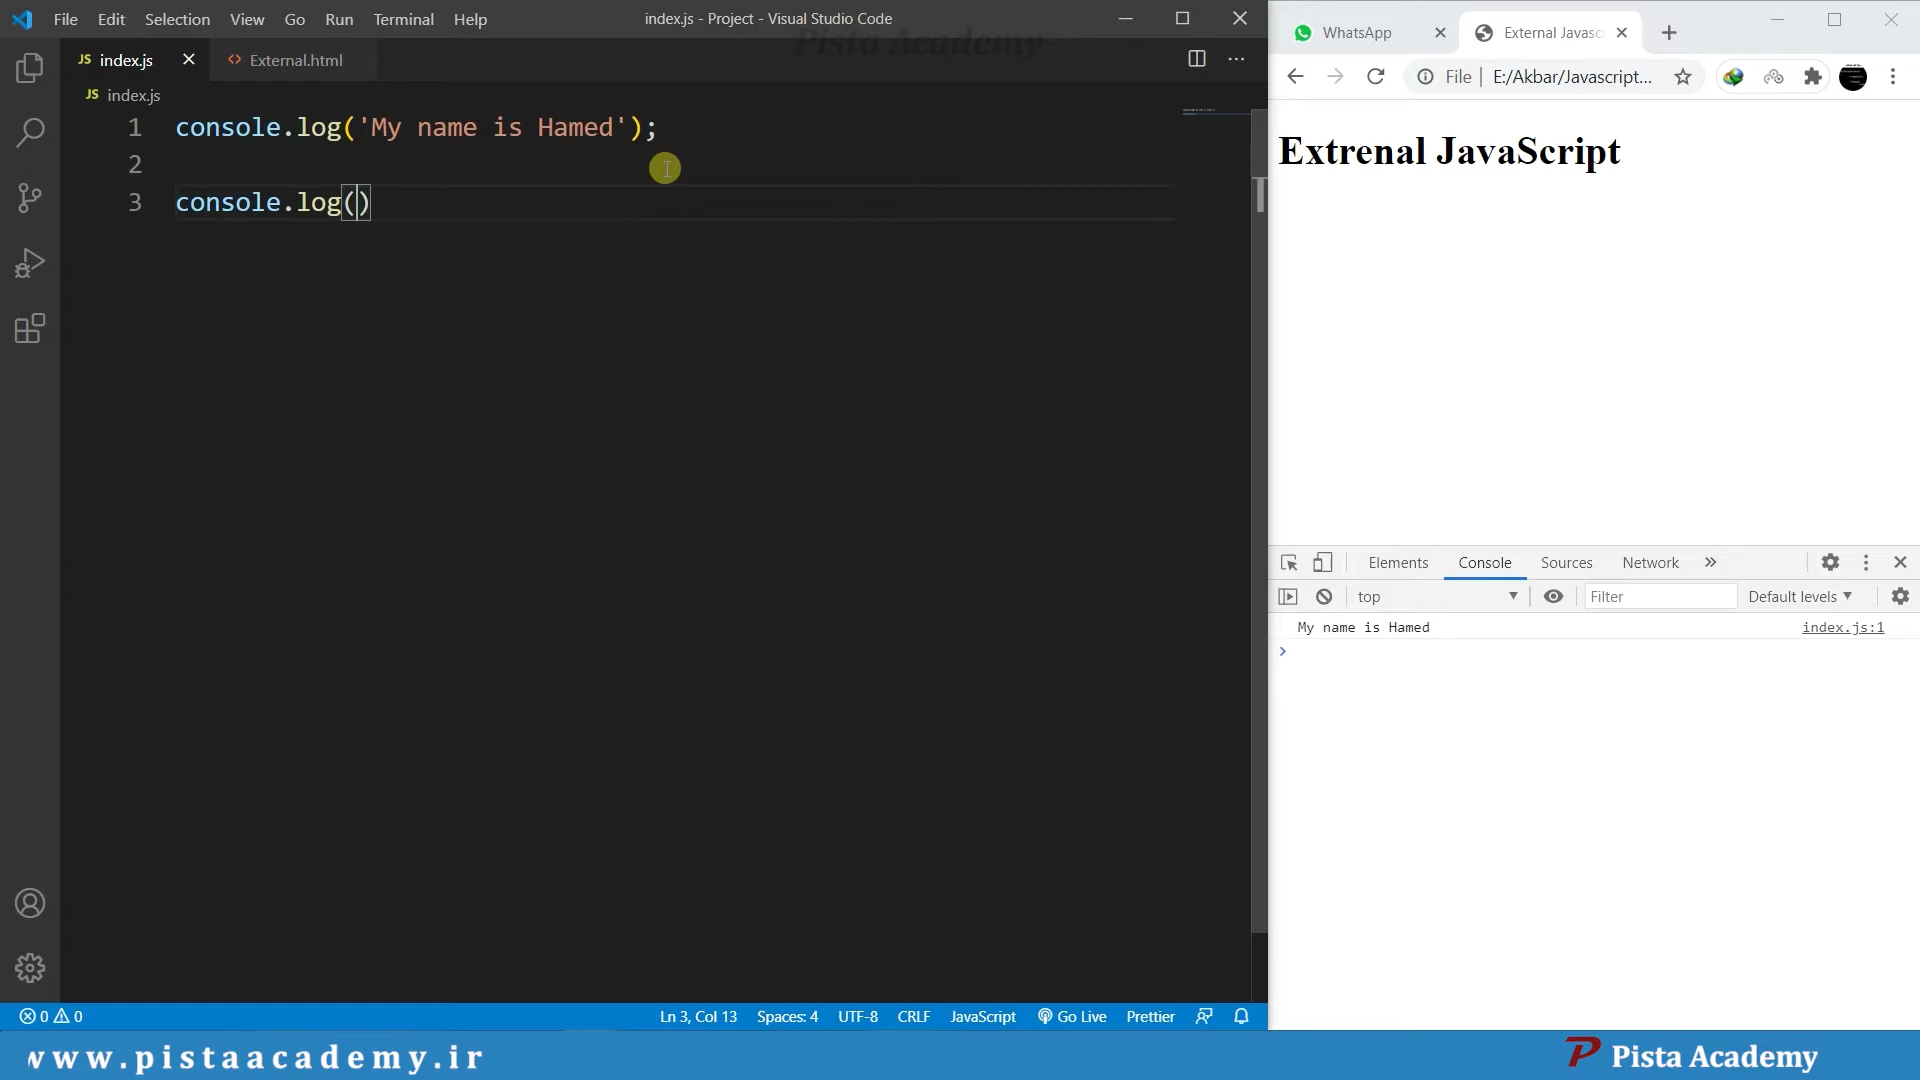 File Edit Selection View Go Run Terminal Help
index.js - Project - Visual Studio Code
Pista Academy
JS index.js
External.html
JS index.js
1 console.log('My name is Hamed');
2
3 console.log()
0 0
Ln 3, Col 13 Spaces: 4 UTF-8 CRLF JavaScript Go Live Prettier
WhatsApp
External Javasc
File E:/Akbar/Javascript...
Extrenal JavaScript
Elements Console Sources Network
top Filter Default levels
My name is Hamed index.js:1
www.pistaacademy.ir
Pista Academy